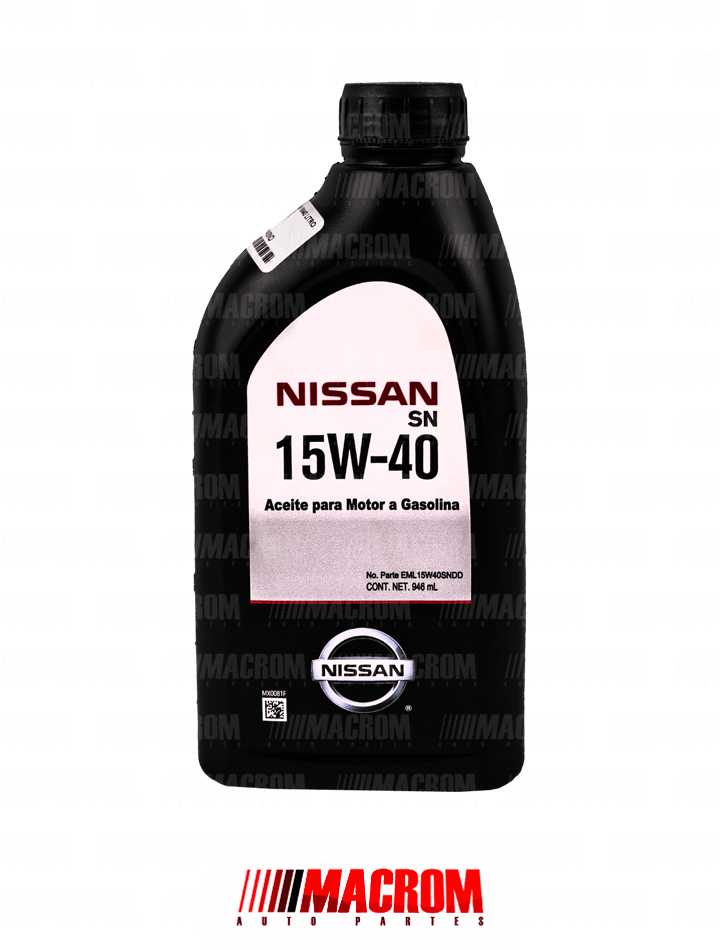 LITRO
NISSAN
SN
15W-40
Aceite para Motor a Gasolina
No. Parte EML15W40SNDD
CONT. NET. 946 mL
NISSAN
®
MX0081F
MACROM
AUTO PARTES